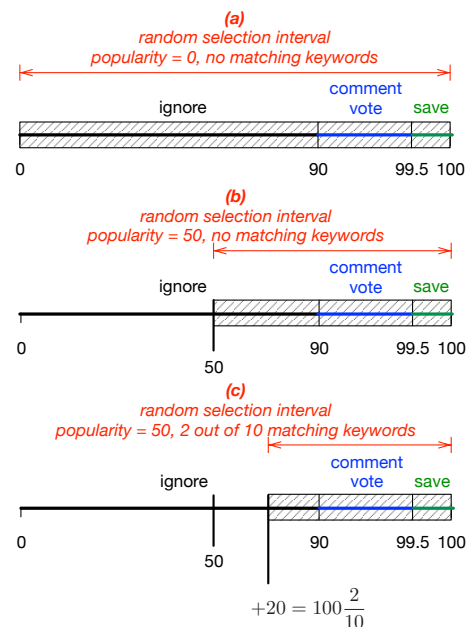 (a)
random selection interval
popularity = 0, no matching keywords
comment
ignore vote save
0 90 99.5 100
(b)
random selection interval
popularity = 50, no matching keywords
comment
ignore vote save
0 90 99.5 100
50
(c)
random selection interval
popularity = 50, 2 out of 10 matching keywords
comment
ignore vote save
0 90 99.5 100
50
+20 = 100 2/10